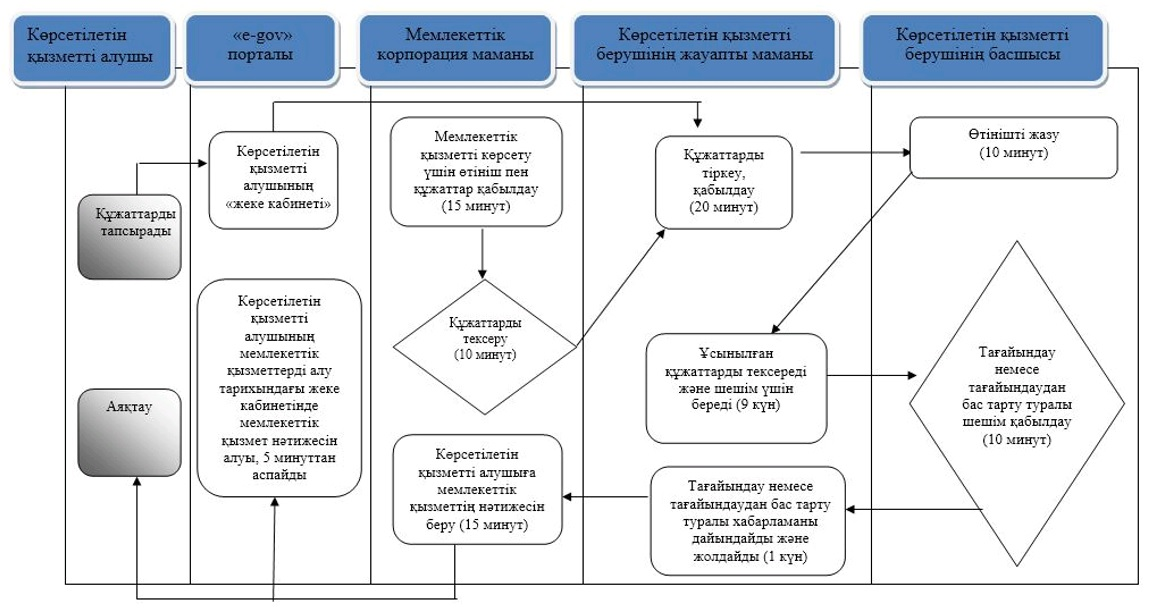 Көрсетілетін
қызметті алушы
«e-gov»
порталы
Мемлекеттік
корпорация маманы
Көрсетілетін қызметті
берушінің жауапты маманы
Көрсетілетін қызметті
берушінің басшысы
Құжаттарды
тапсырады
Аяқтау
Көрсетілетін
қызметті
алушының
«жеке кабинеті»
Көрсетілетін
қызметті
алушының
мемлекеттік
қызметтерді алу
тарихындағы жеке
кабинетінде
мемлекеттік
қызмет нәтижесін
алуы, 5 минуттан
аспайды
Мемлекеттік
қызметті көрсету
үшін өтініш пен
құжаттар қабылдау
(15 минут)
Құжаттарды
тексеру
(10 минут)
Көрсетілетін
қызметті алушыға
мемлекеттік
қызметтің нәтижесін
беру (15 минут)
Құжаттарды
тіркеу,
қабылдау
(20 минут)
Ұсынылған
құжаттарды тексереді
және шешім үшін
береді (9 күн)
Тағайындау немесе
тағайындаудан бас тарту
туралы хабарламаны
дайындайды және
жолдайды (1 күн)
Өтінішті жазу
(10 минут)
Тағайындау
немесе
тағайындаудан
бас тарту туралы
шешім қабылдау
(10 минут)